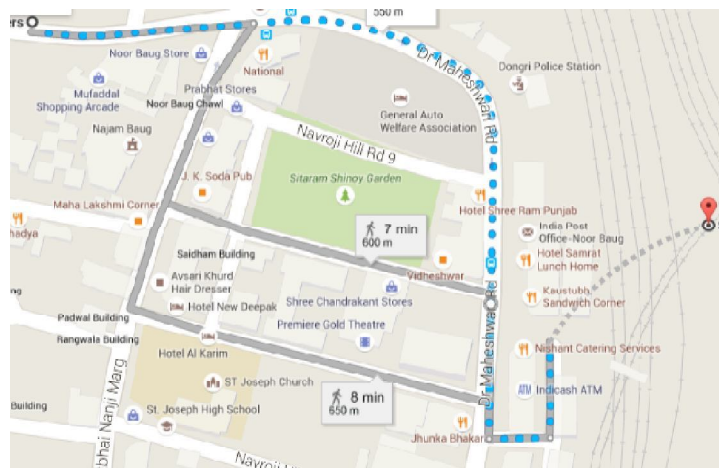 550 m
ers
Noor Baug Store
National
Dr Maheshwari Rd
Dongri Police Station
Mufaddal
Shopping Arcade
Prabhat Stores
Noor Baug Chawl
General Auto
Welfare Association
Najam Baug
Navroji Hill Rd 9
J. K. Soda Pub
Sitaram Shinoy Garden
Maha Lakshmi Corner
Hotel Shree Ram Punjab
hadya
7 min
600 m
India Post
Office-Noor Baug
Saidham Building
Hotel Samrat
Lunch Home
Avsari Khurd
Hair Dresser
Vidheshwar
Shree Chandrakant Stores
Kaustubh
Sandwich Corner
Hotel New Deepak
Padwal Building
Premiere Gold Theatre
Dr Maheshwari Rd
Rangwala Building
Hotel Al Karim
Nishant Catering Services
ST Joseph Church
8 min
650 m
ATM Indicash ATM
Building
St. Joseph High School
bhai Nanji Marg
Jhunka Bhakar
Navroji